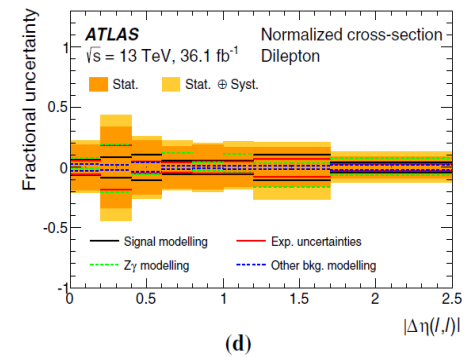 ATLAS Normalized cross-section
√s = 13 TeV, 36.1 fb⁻¹ Dilepton
Stat. Stat. ⊕ Syst.
Fractional uncertainty
1
0.5
0
−0.5
−1
Signal modelling Exp. uncertainties
Zγ modelling Other bkg. modelling
0 0.5 1 1.5 2 2.5
|Δη(l,l)|
(d)